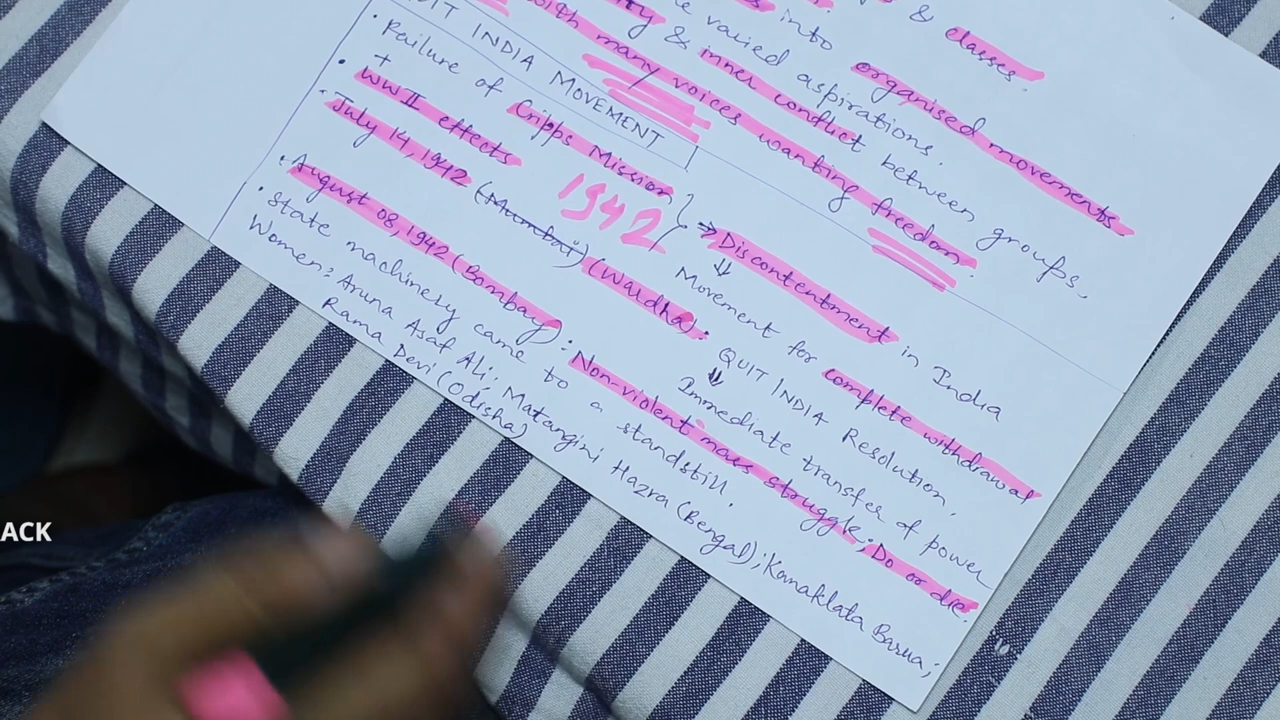 & classes.
into organised movements
varied aspirations.
with many voices wanting freedom.
& inner conflict between groups.
QUIT INDIA MOVEMENT
• Failure of Cripps Mission
+
• WW II effects
1942
} ⇒ Discontentment in India
• July 14, 1942 (Mumbai) (Wardha): Movement for complete withdrawal
QUIT INDIA Resolution.
Immediate transfer of power
• August 08, 1942 (Bombay): Non-violent mass struggle; Do or die.
• state machinery came to a standstill.
Women: Aruna Asaf Ali, Matangini Hazra (Bengal); Kanaklata Barua;
Rama Devi (Odisha)
ACK